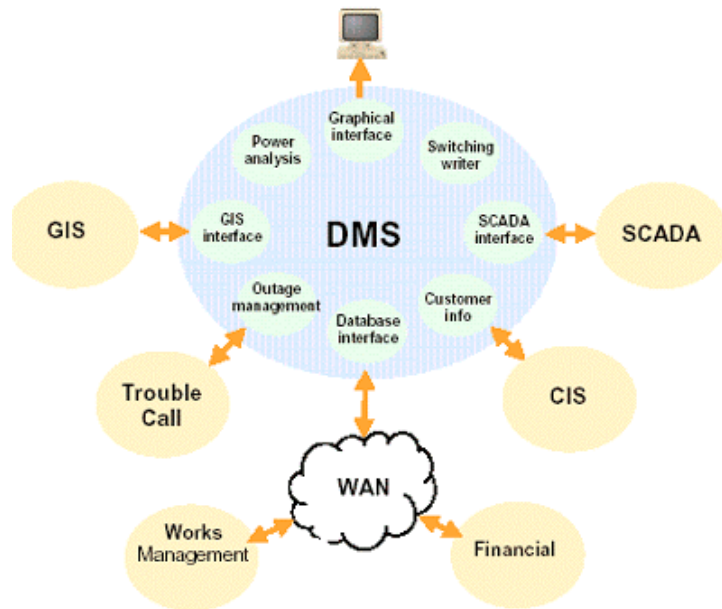 Graphical
interface
Power
analysis
Switching
writer
GIS
GIS
interface
DMS
SCADA
interface
SCADA
Outage
management
Customer
info
Database
interface
Trouble
Call
CIS
WAN
Works
Management
Financial